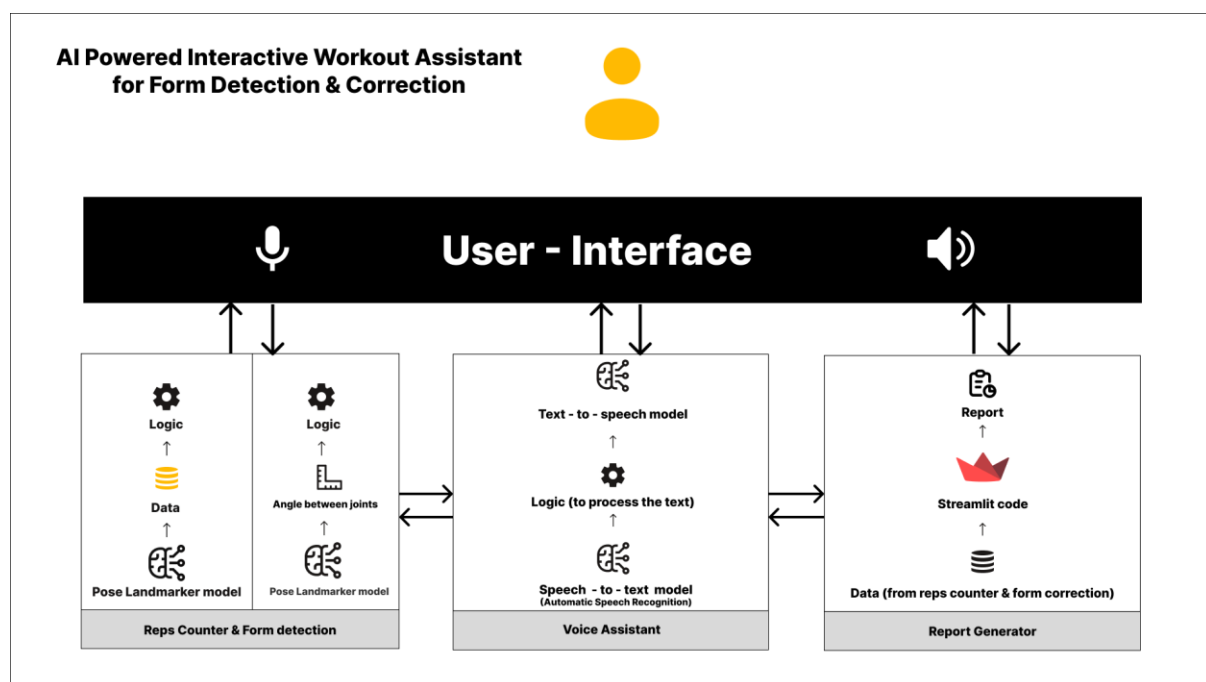 AI Powered Interactive Workout Assistant
for Form Detection & Correction
User - Interface
Logic
Data
Pose Landmarker model
Logic
Angle between joints
Pose Landmarker model
Reps Counter & Form detection
Text - to - speech model
Logic (to process the text)
Speech - to - text model
(Automatic Speech Recognition)
Voice Assistant
Report
Streamlit code
Data (from reps counter & form correction)
Report Generator